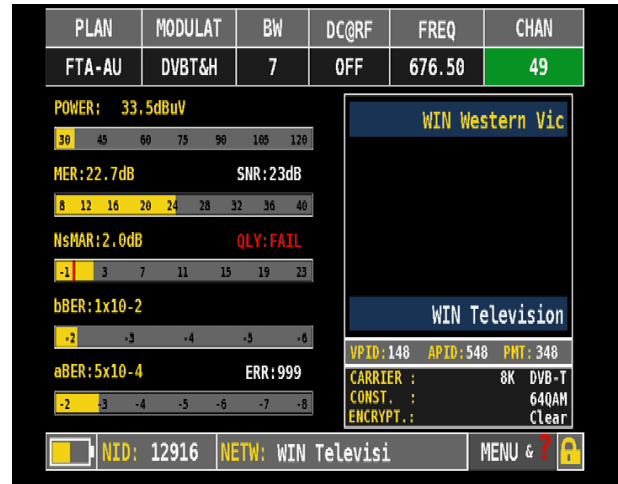 PLAN MODULAT BW DC@RF FREQ CHAN
FTA-AU DVBT&H 7 OFF 676.50 49
POWER: 33.5dBuV
30 45 60 75 90 105 120
WIN Western Vic
MER:22.7dB SNR:23dB
8 12 16 20 24 28 32 36 40
NsMAR:2.0dB QLY:FAIL
-1 3 7 11 15 19 23
bBER:1x10-2
-2 -3 -4 -5 -6
WIN Television
VPID:148 APID:548 PMT:348
aBER:5x10-4 ERR:999
-2 -3 -4 -5 -6 -7 -8
CARRIER : 8K DVB-T
CONST. : 64QAM
ENCRYPT.: Clear
NID: 12916 NETW: WIN Televisi MENU & ?